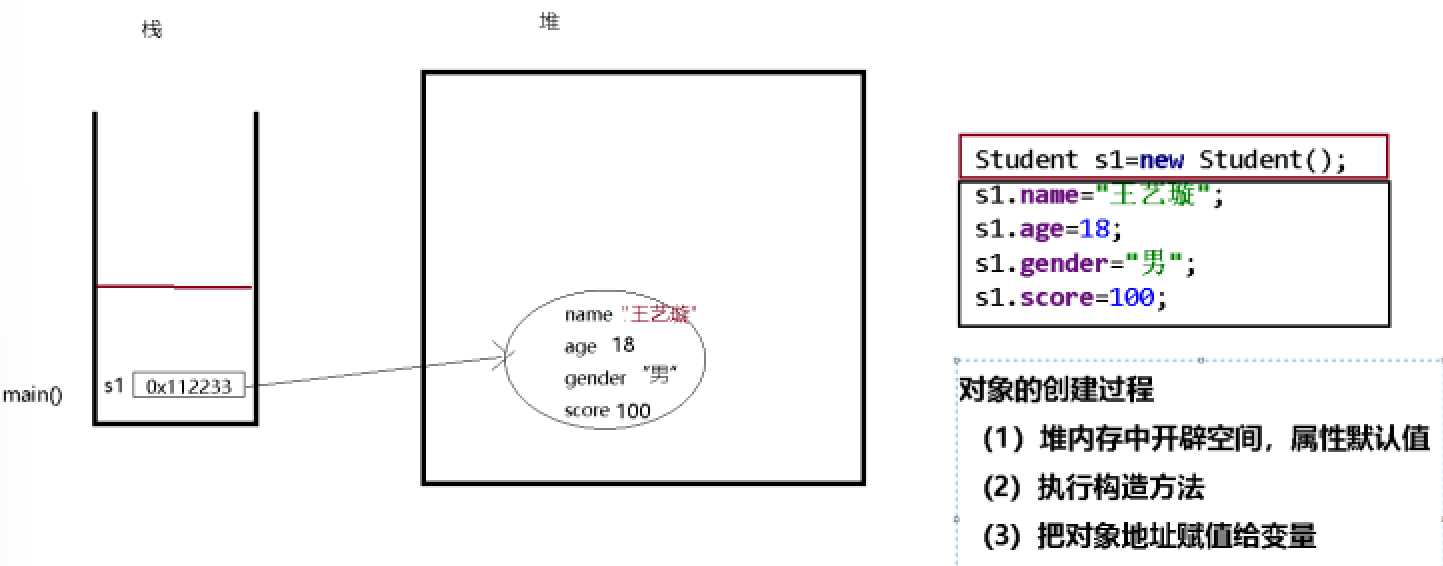 栈
堆
main()
s1 0x112233
name "王艺璇"
age 18
gender "男"
score 100
Student s1=new Student();
s1.name="王艺璇";
s1.age=18;
s1.gender="男";
s1.score=100;
对象的创建过程
（1）堆内存中开辟空间，属性默认值
（2）执行构造方法
（3）把对象地址赋值给变量